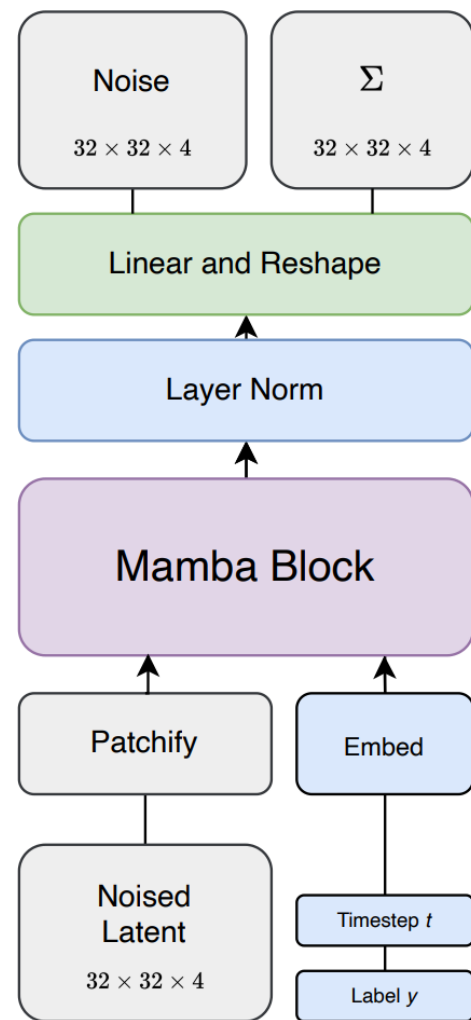 Noise
32 × 32 × 4
Σ
32 × 32 × 4
Linear and Reshape
Layer Norm
Mamba Block
Patchify
Embed
Noised
Latent
32 × 32 × 4
Timestep t
Label y